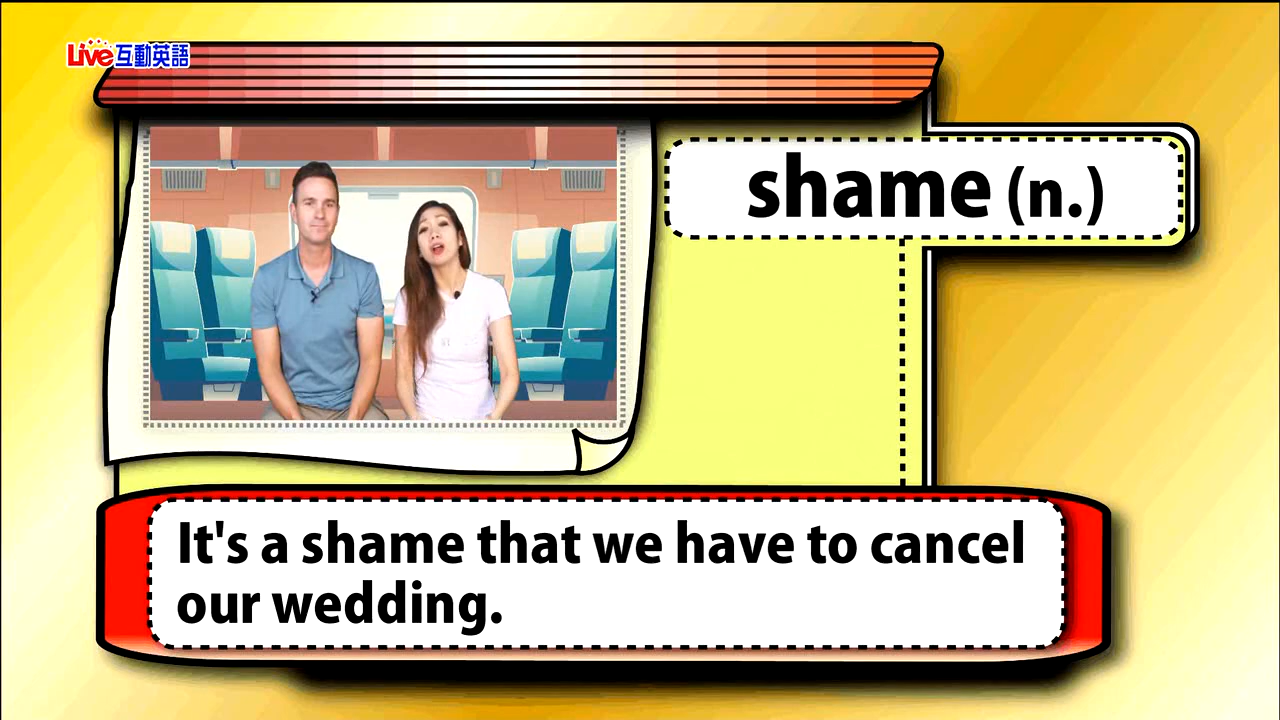 Live互動英語
shame (n.)
It's a shame that we have to cancel
our wedding.